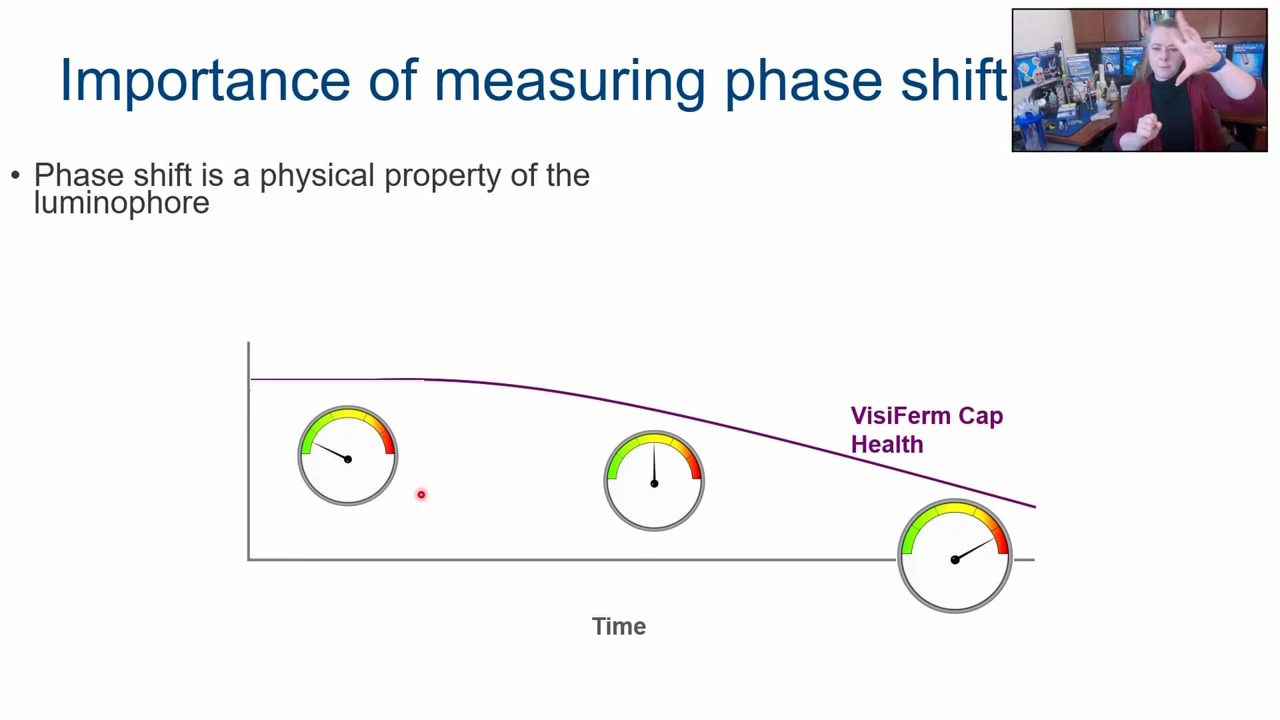 Importance of measuring phase shift
• Phase shift is a physical property of the
luminophore
VisiFerm Cap
Health
Time